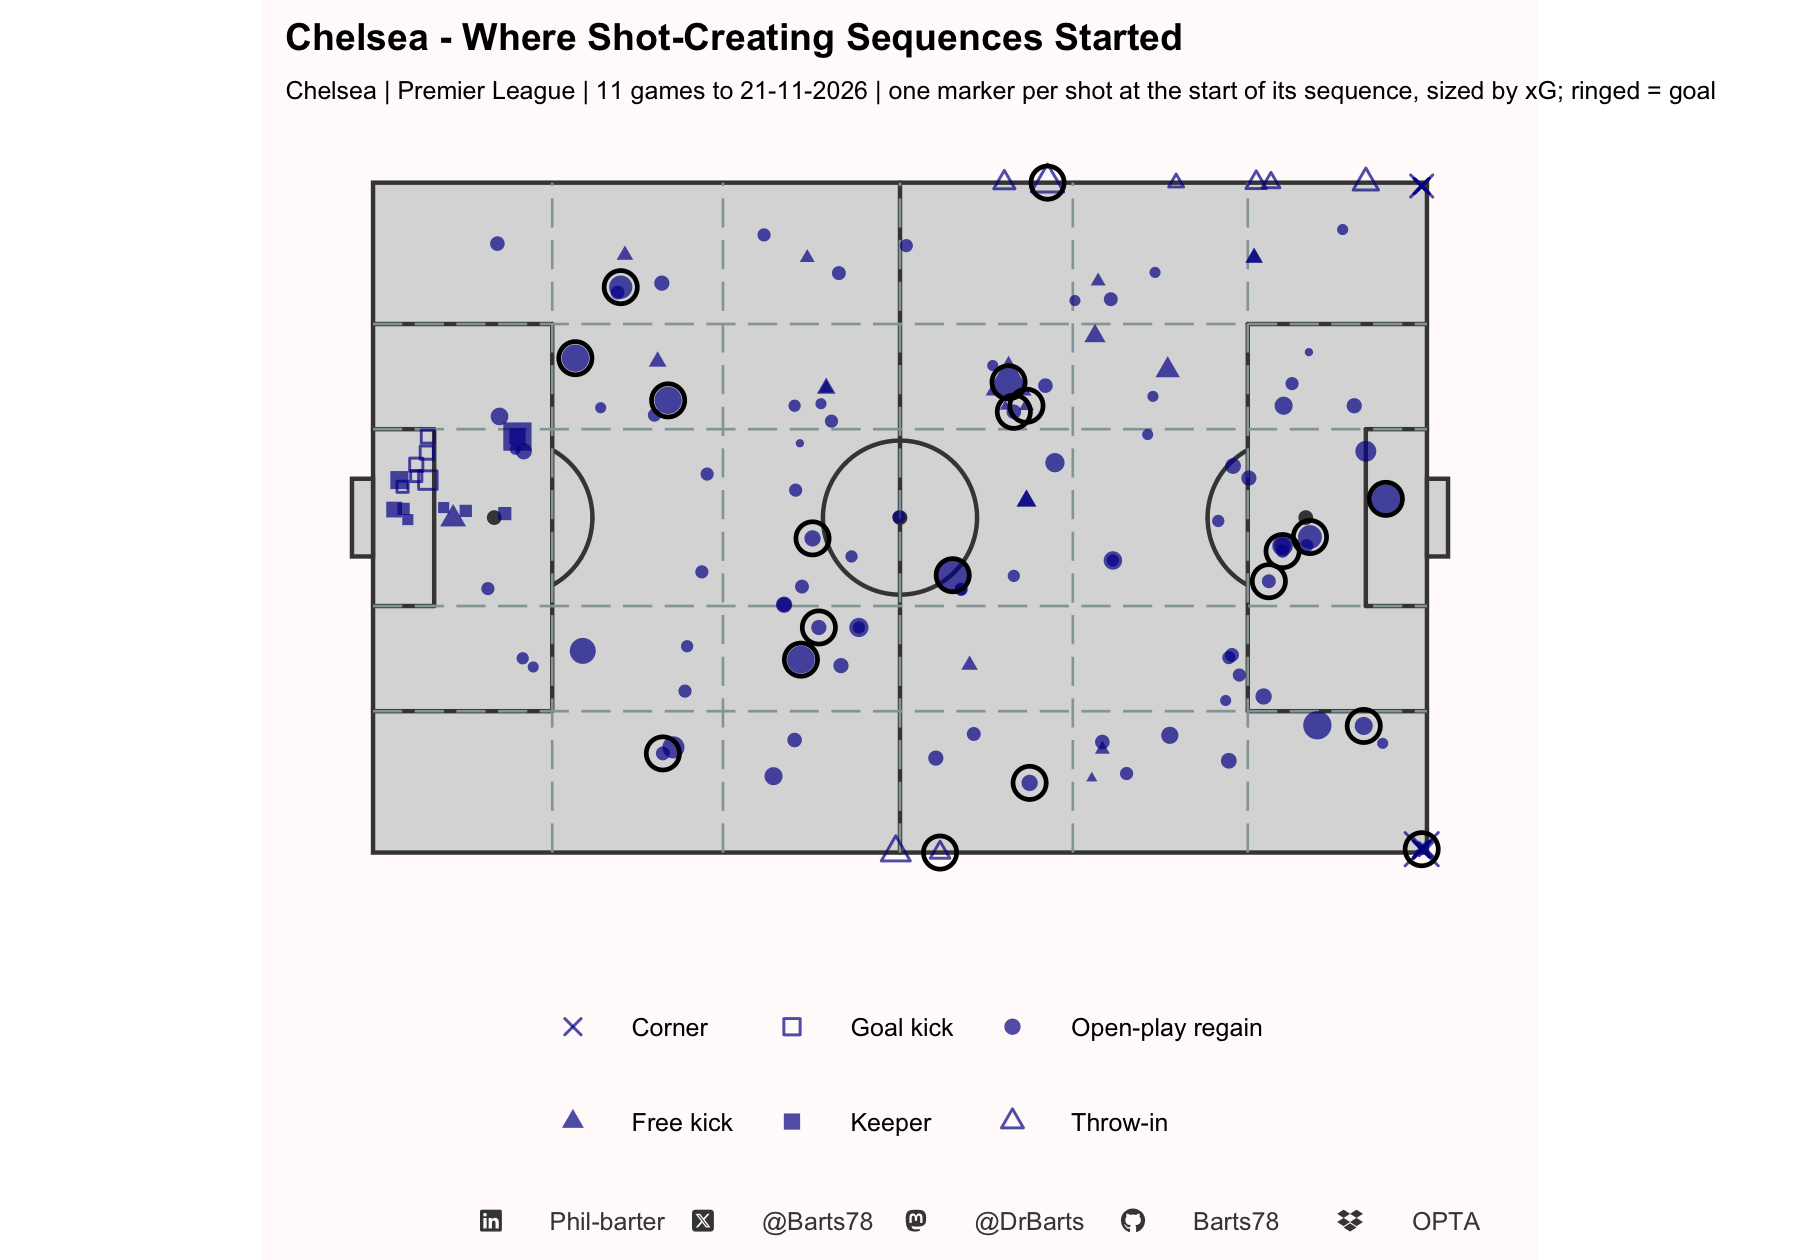 Chelsea - Where Shot-Creating Sequences Started
Chelsea | Premier League | 11 games to 21-11-2026 | one marker per shot at the start of its sequence, sized by xG; ringed = goal
Corner
Goal kick
Open-play regain
Free kick
Keeper
Throw-in
Phil-barter
@Barts78
@DrBarts
Barts78
OPTA